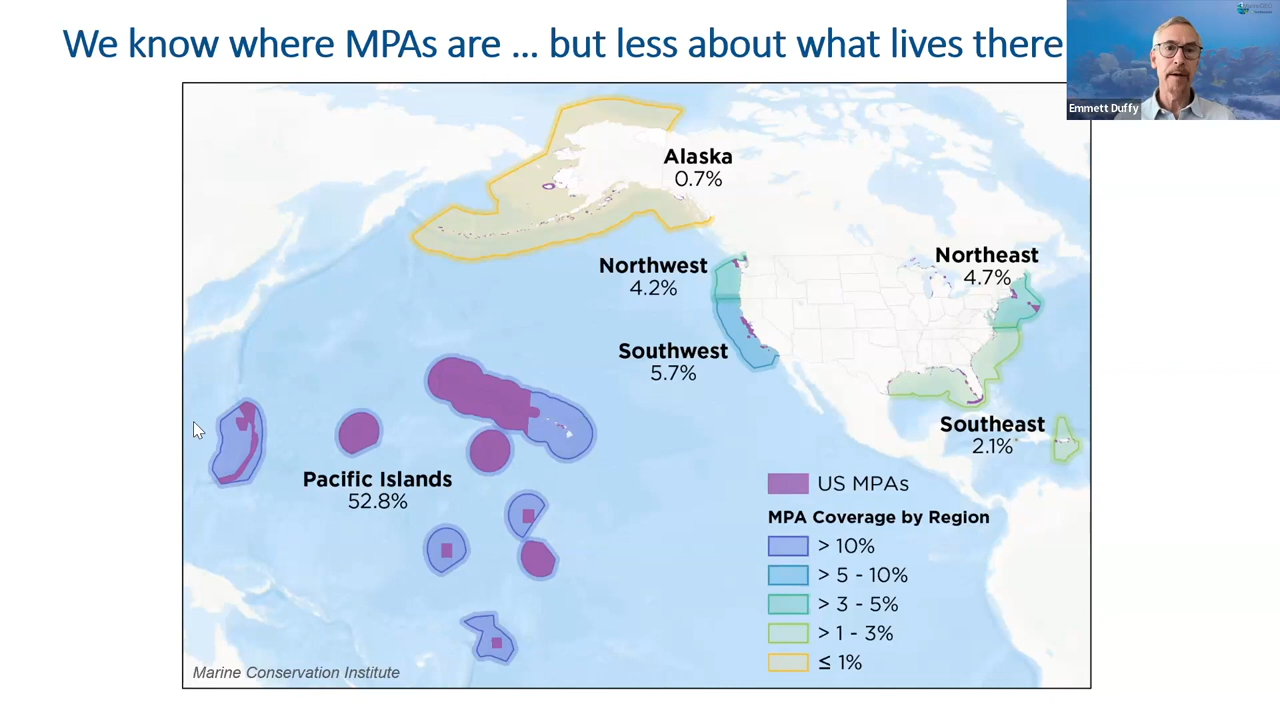 We know where MPAs are ... but less about what lives there
Emmett Duffy
Alaska
0.7%
Northwest
4.2%
Northeast
4.7%
Southwest
5.7%
Southeast
2.1%
Pacific Islands
52.8%
US MPAs
MPA Coverage by Region
> 10%
> 5 - 10%
> 3 - 5%
> 1 - 3%
≤ 1%
Marine Conservation Institute